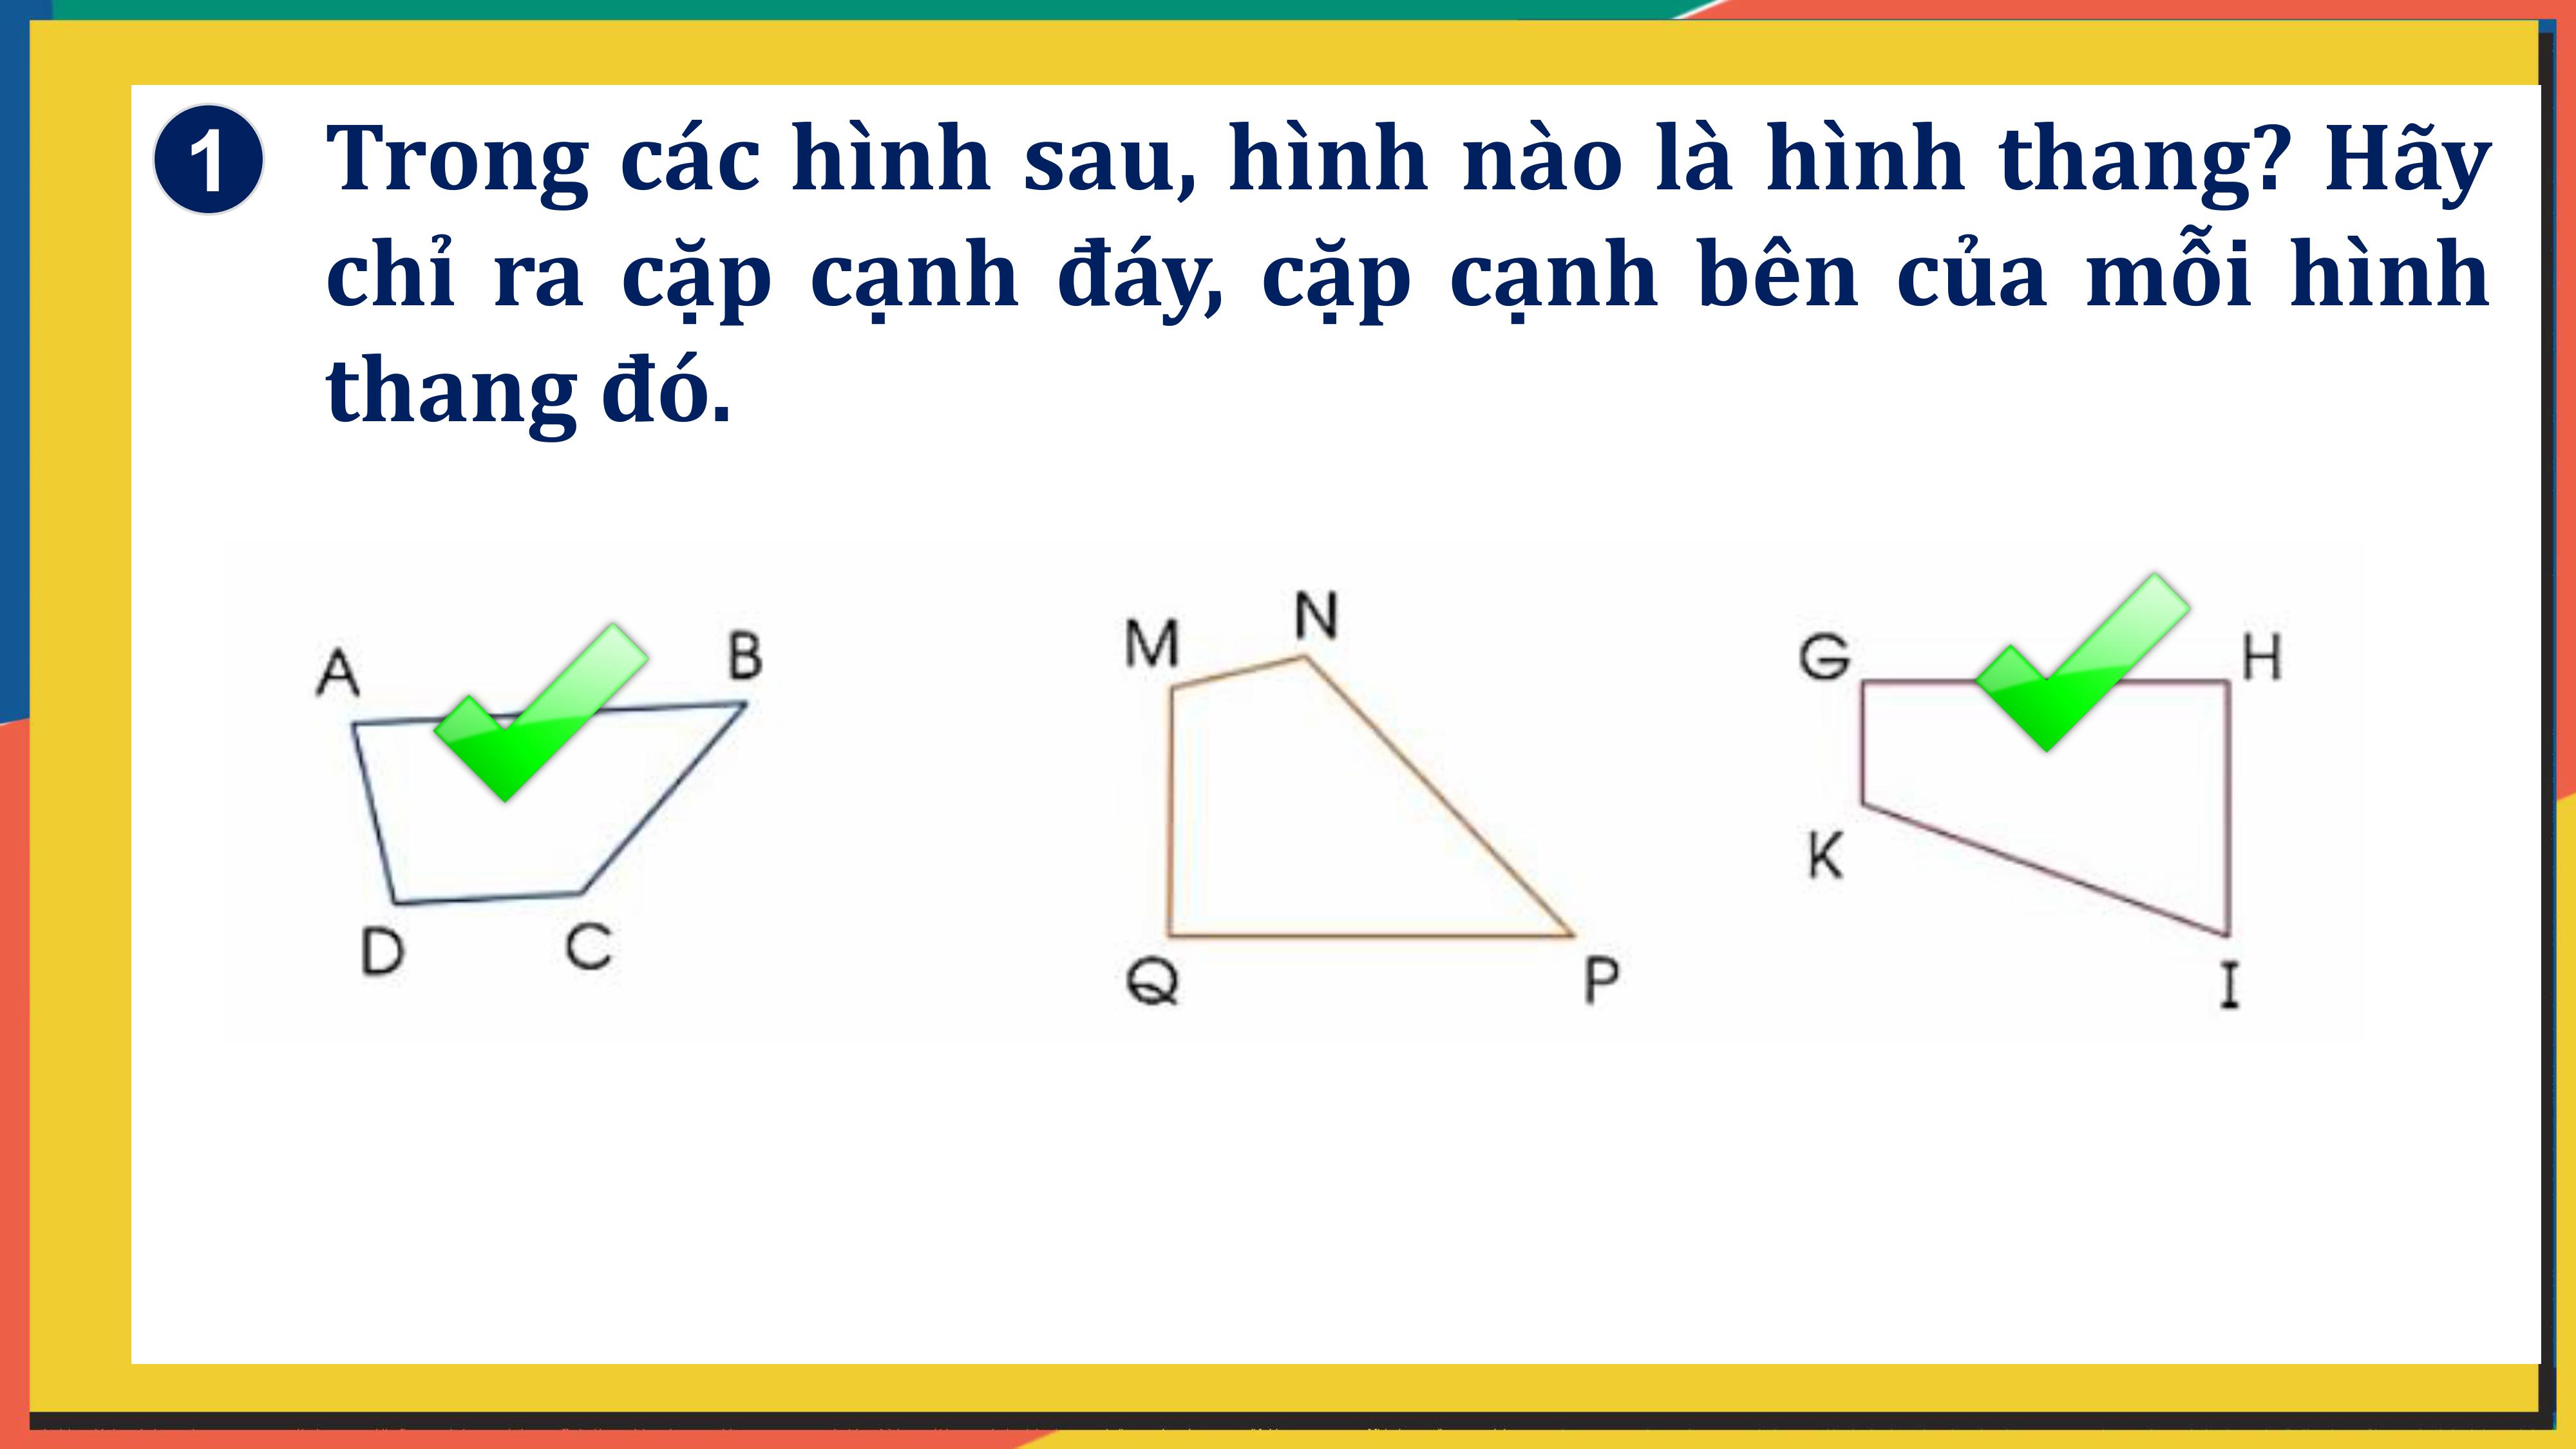 1 Trong các hình sau, hình nào là hình thang? Hãy
chỉ ra cặp cạnh đáy, cặp cạnh bên của mỗi hình
thang đó.
A B
D C
M N
Q P
G H
K
I